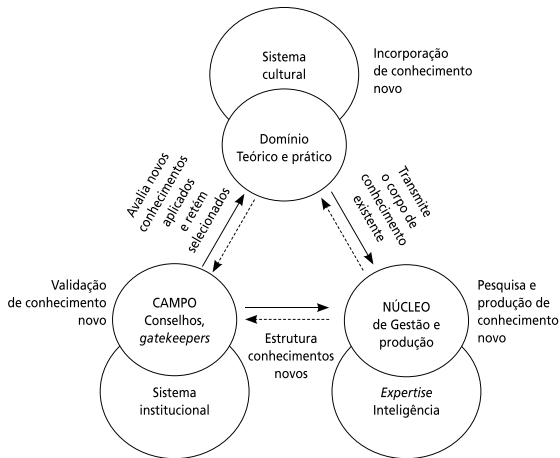 Sistema
cultural
Incorporação
de conhecimento
novo
Domínio
Teórico e prático
Avalia novos
conhecimentos
aplicados
e retém
selecionados
Transmite
o corpo de
conhecimento
existente
Validação
de conhecimento
novo
CAMPO
Conselhos,
gatekeepers
NÚCLEO
de Gestão e
produção
Pesquisa e
produção de
conhecimento
novo
Estrutura
conhecimentos
novos
Sistema
institucional
Expertise
Inteligência